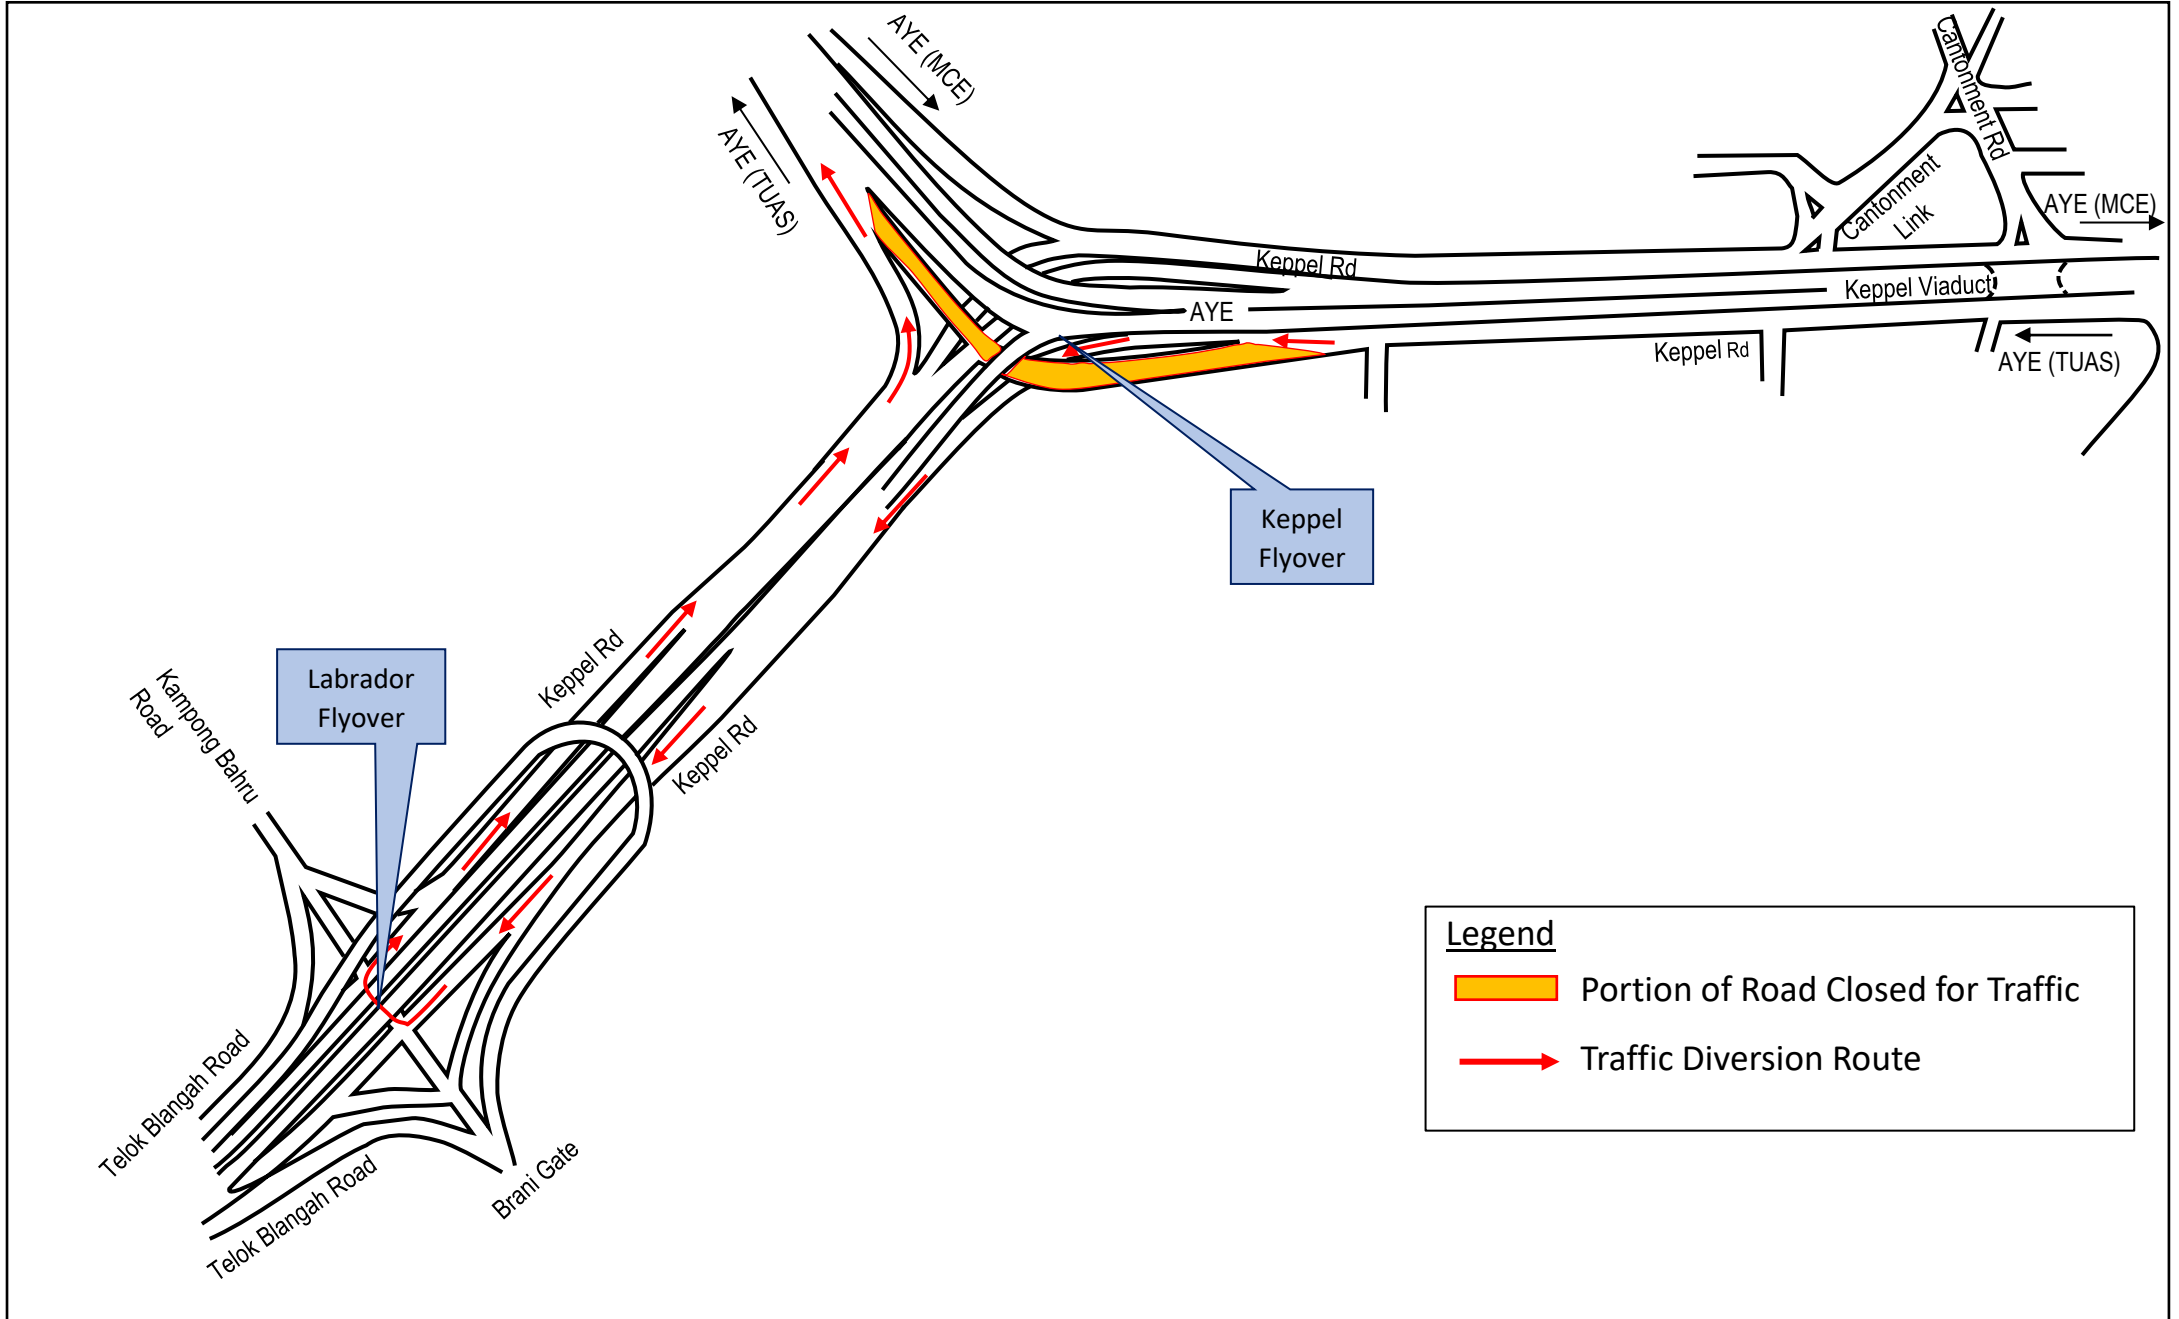 AYE (MCE)
AYE (TUAS)
Cantonment Rd
Cantonment
Link
AYE (MCE)
Keppel Rd
Keppel Viaduct
AYE
Keppel Rd
AYE (TUAS)
Keppel
Flyover
Labrador
Flyover
Keppel Rd
Keppel Rd
Kampong Bahru
Road
Telok Blangah Road
Telok Blangah Road
Brani Gate
Legend
Portion of Road Closed for Traffic
Traffic Diversion Route